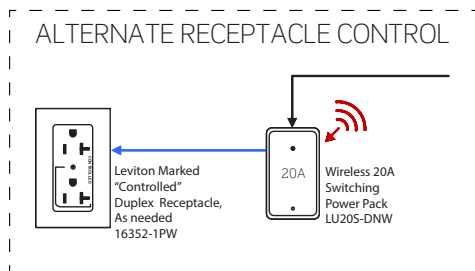 ALTERNATE RECEPTACLE CONTROL
CONTROLLED
20A
Leviton Marked
“Controlled”
Duplex Receptacle,
As needed
16352-1PW
Wireless 20A
Switching
Power Pack
LU20S-DNW